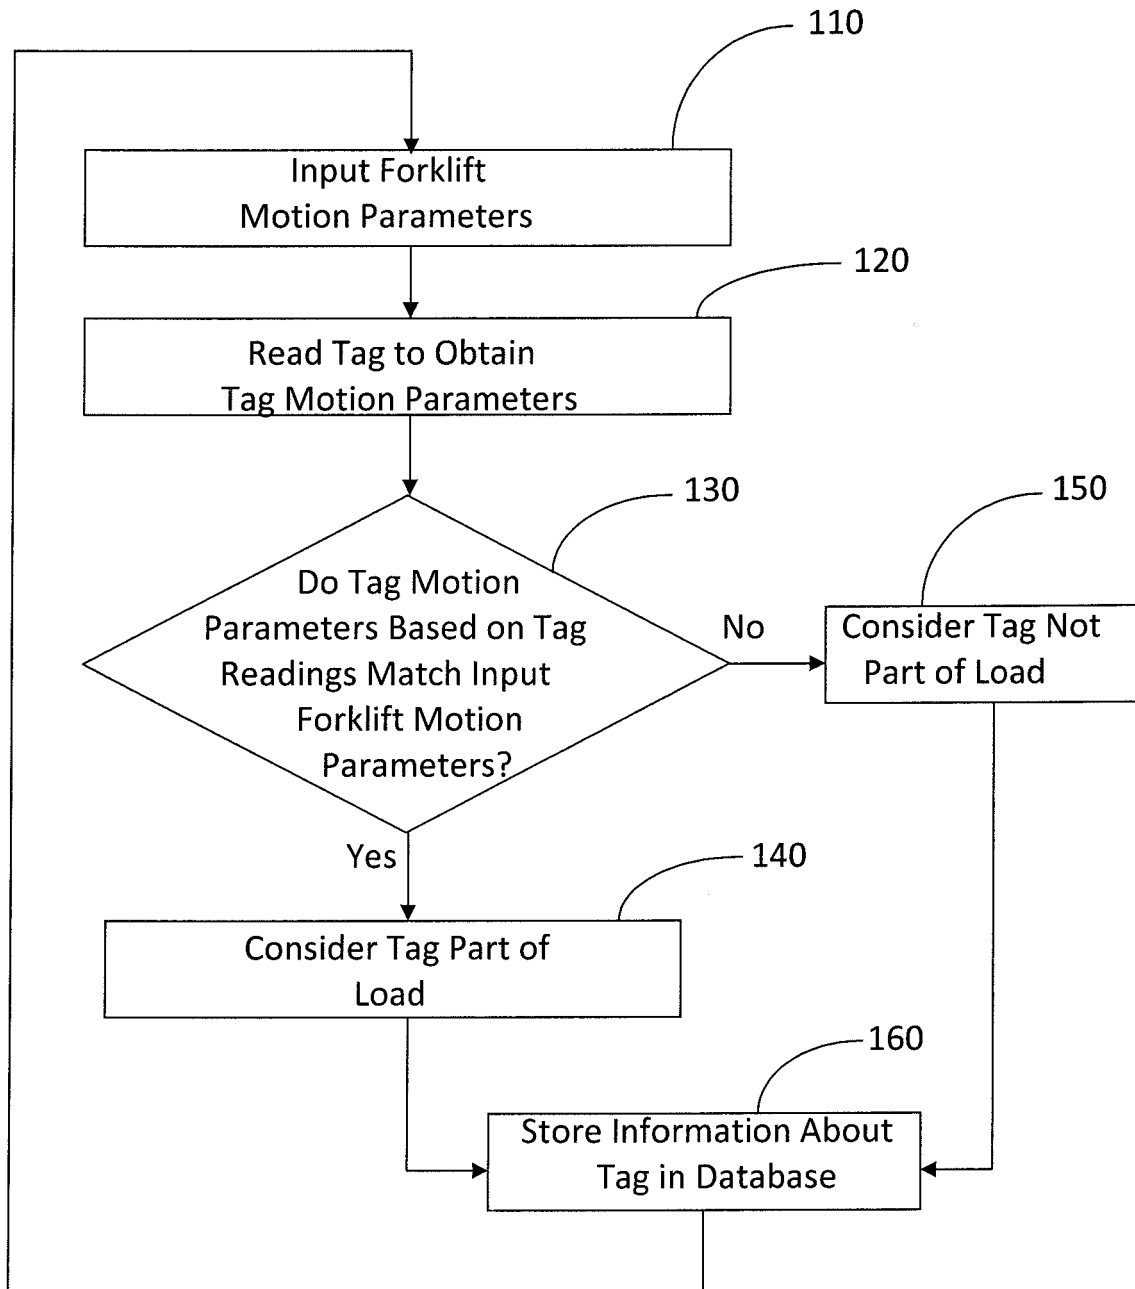 110
Input Forklift
Motion Parameters
120
Read Tag to Obtain
Tag Motion Parameters
130
150
Do Tag Motion
Parameters Based on Tag
Readings Match Input
Forklift Motion
Parameters?
No
Consider Tag Not
Part of Load
Yes
140
Consider Tag Part of
Load
160
Store Information About
Tag in Database